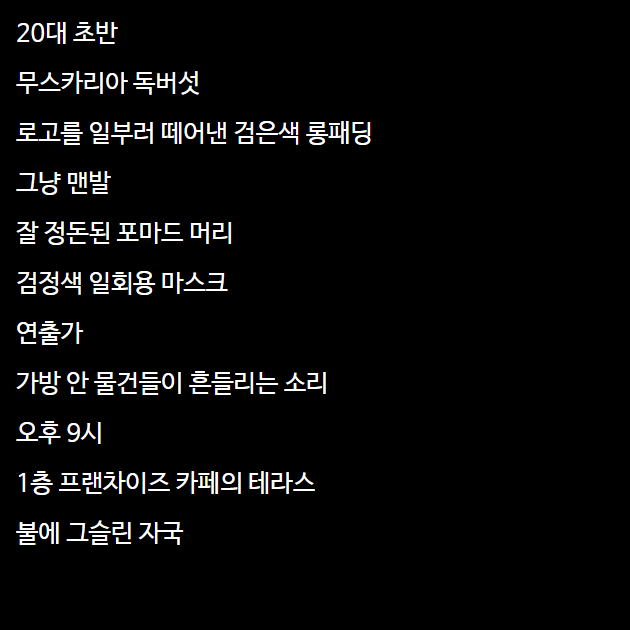 20대 초반
무스카리아 독버섯
로고를 일부러 떼어낸 검은색 롱패딩
그냥 맨발
잘 정돈된 포마드 머리
검정색 일회용 마스크
연출가
가방 안 물건들이 흔들리는 소리
오후 9시
1층 프랜차이즈 카페의 테라스
불에 그슬린 자국